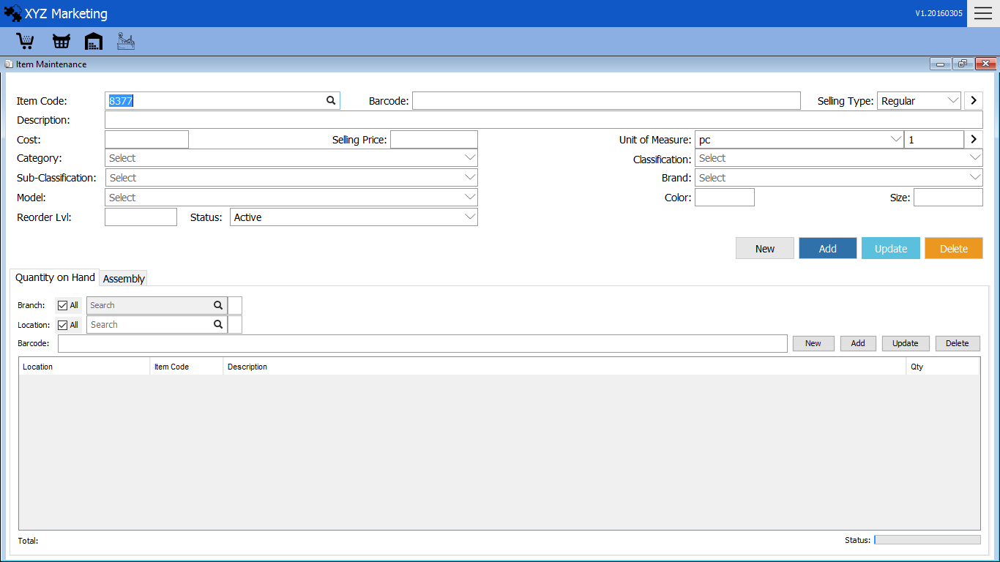 XYZ Marketing V1.20160305
Item Maintenance
Item Code: 8377 Barcode: Selling Type: Regular
Description:
Cost: Selling Price: Unit of Measure: pc 1
Category: Select Classification: Select
Sub-Classification: Select Brand: Select
Model: Select Color: Size:
Reorder Lvl: Status: Active
New Add Update Delete
Quantity on Hand Assembly
Branch: All Search
Location: All Search
Barcode: New Add Update Delete
Location Item Code Description Qty
Total: Status: